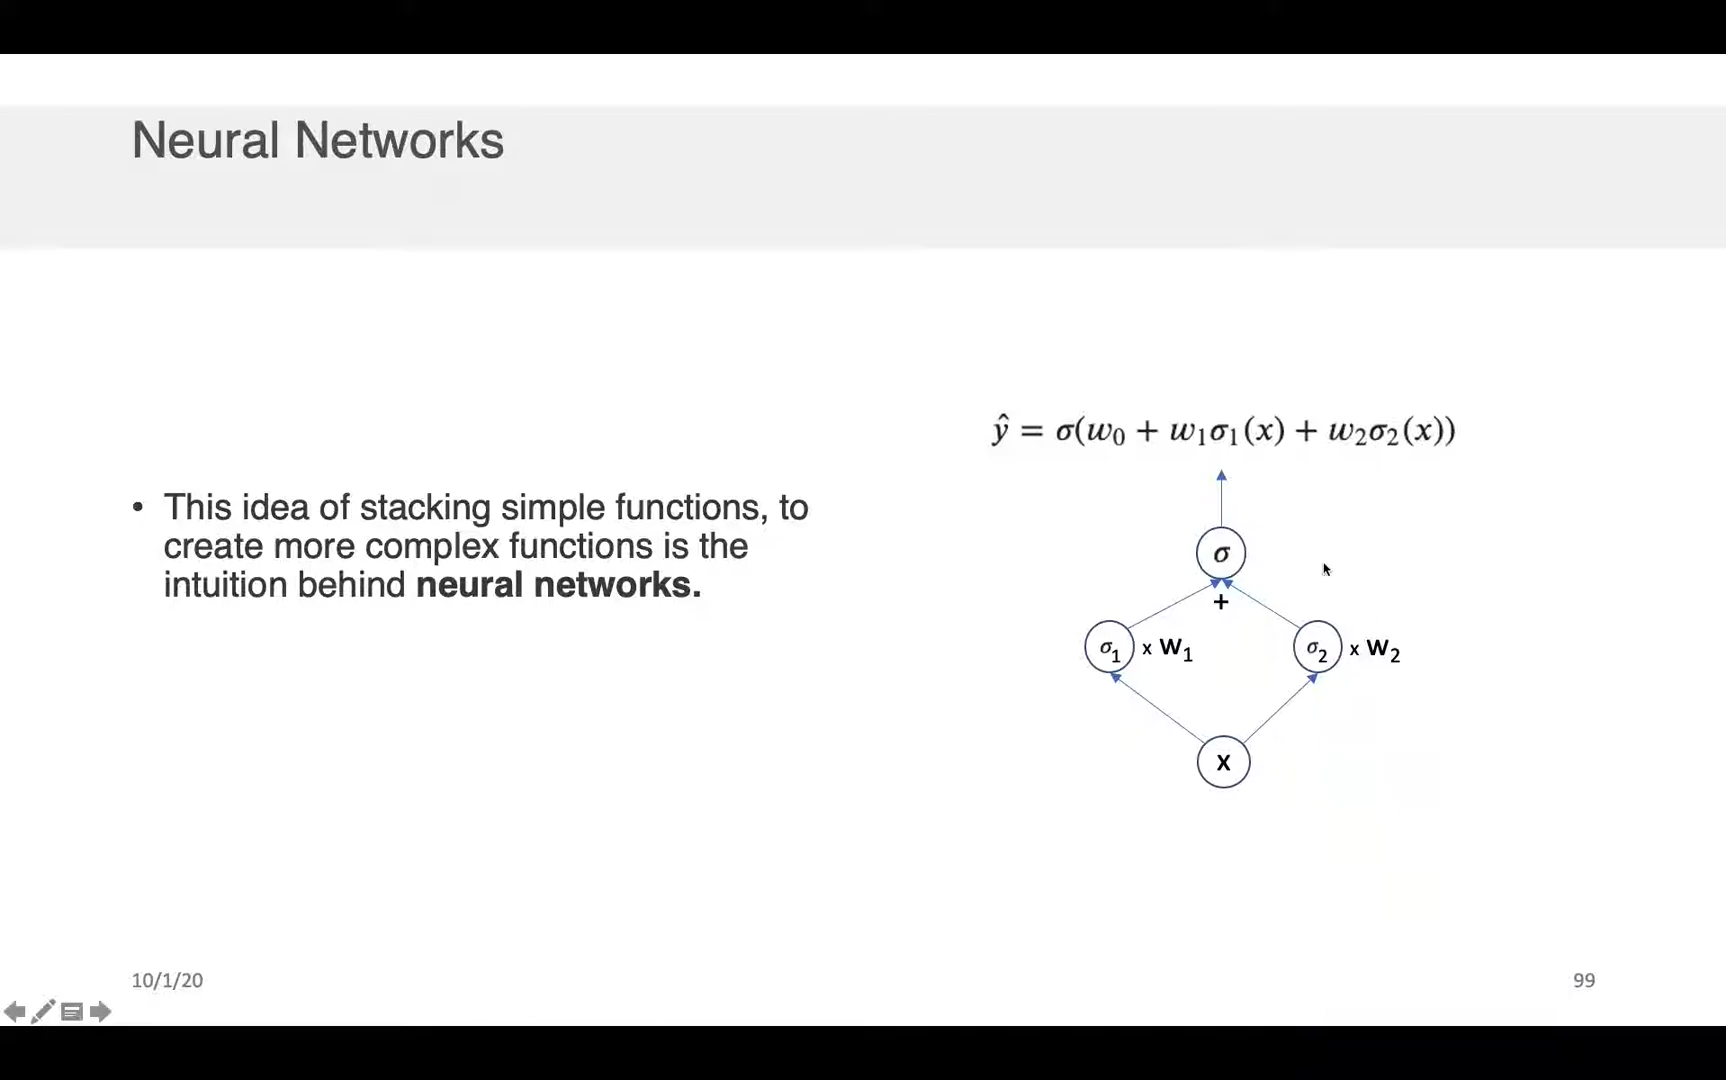 Neural Networks
ŷ = σ(w₀ + w₁σ₁(x) + w₂σ₂(x))
• This idea of stacking simple functions, to
create more complex functions is the
intuition behind neural networks.
σ
+
σ₁ x W₁
σ₂ x W₂
X
10/1/20
99